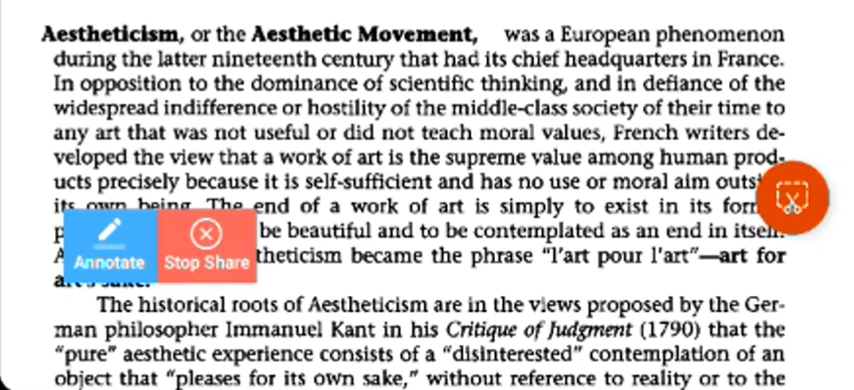 Aestheticism, or the Aesthetic Movement, was a European phenomenon
during the latter nineteenth century that had its chief headquarters in France.
In opposition to the dominance of scientific thinking, and in defiance of the
widespread indifference or hostility of the middle-class society of their time to
any art that was not useful or did not teach moral values, French writers de-
veloped the view that a work of art is the supreme value among human prod-
ucts precisely because it is self-sufficient and has no use or moral aim
its own being. The end of a work of art is simply to exist in its
be beautiful and to be contemplated as an end in itself.
became the phrase "l'art pour l'art"—art for
Annotate Stop Share
The historical roots of Aestheticism are in the views proposed by the Ger-
man philosopher Immanuel Kant in his Critique of Judgment (1790) that the
"pure" aesthetic experience consists of a "disinterested" contemplation of an
object that "pleases for its own sake," without reference to reality or to the